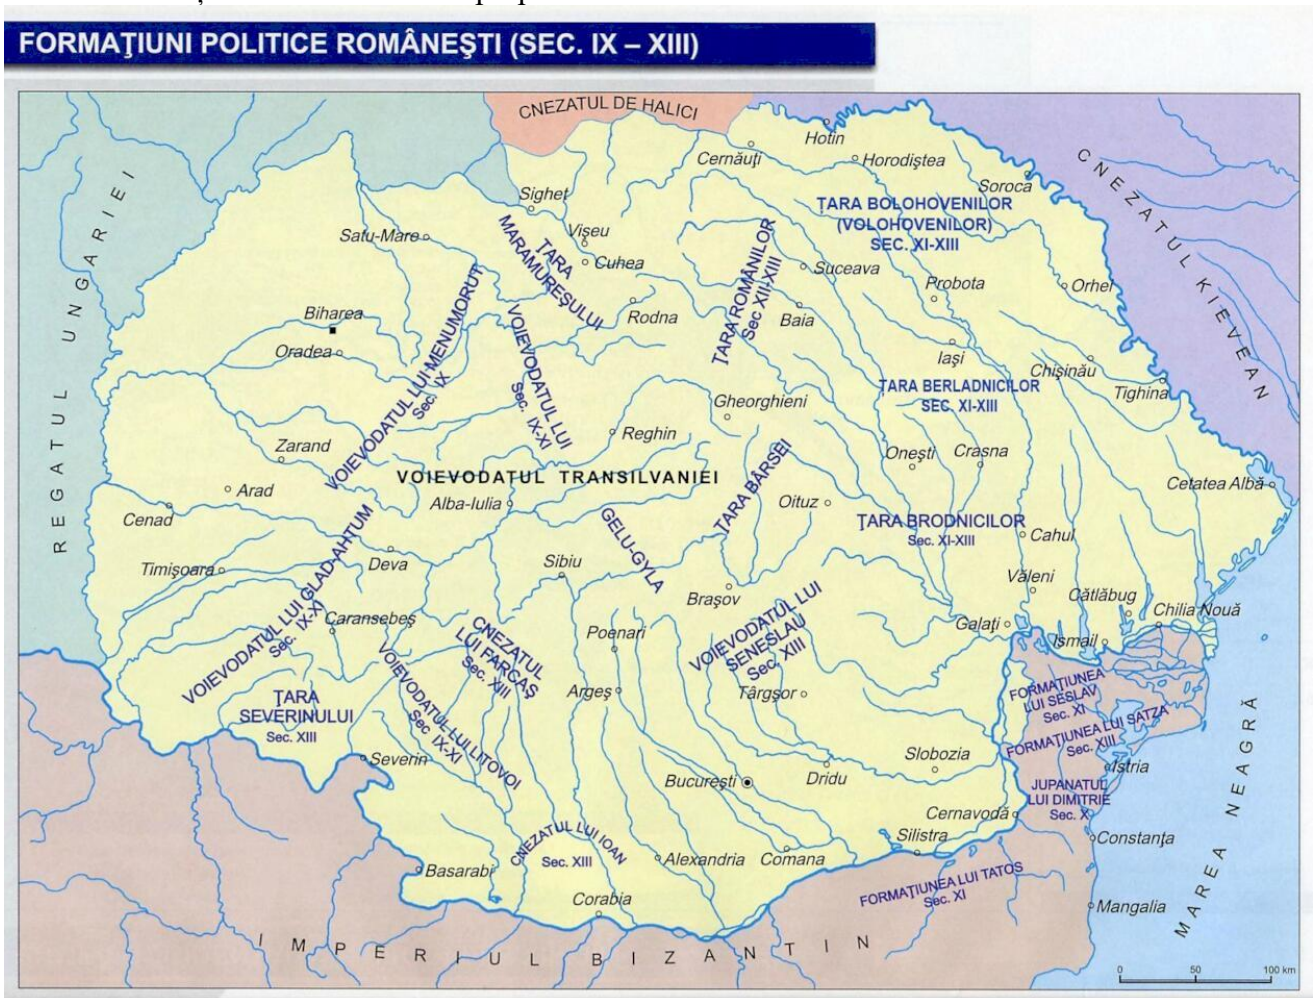 FORMAŢIUNI POLITICE ROMÂNEŞTI (SEC. IX – XIII)
CNEZATUL DE HALICI
Hotin
Cernăuţi
Horodiştea
CNEZATUL KIEVEAN
Soroca
REGATUL UNGARIEI
Sighet
ŢARA BOLOHOVENILOR
(VOLOHOVENILOR)
SEC. XI-XIII
Satu-Mare
Vişeu
Cuhea
ŢARA
MARAMUREŞULUI
ŢARA ROMÂNILOR
Sec XII-XIII
Suceava
Probota
Orhei
Biharea
Rodna
Baia
Oradea
VOIEVODATUL LUI MENUMORUT
Sec. IX
VOIEVODATUL LUI
Sec. IX-XI
Iaşi
Chişinău
ŢARA BERLADNICILOR
SEC. XI-XIII
Tighina
Gheorghieni
Reghin
Zarand
Oneşti
Crasna
VOIEVODATUL TRANSILVANIEI
ŢARA BÂRSEI
Cetatea Albă
Arad
Alba-Iulia
Oituz
Cenad
GELU-GYLA
ŢARA BRODNICILOR
Sec. XI-XIII
Cahul
Timişoara
Deva
Sibiu
VOIEVODATUL LUI GLAD-AHTUM
Sec. IX-XI
Braşov
Văleni
Cătlăbug
Chilia Nouă
Caransebeş
CNEZATUL
LUI FARCAŞ
Sec. XIII
Poenari
VOIEVODATUL LUI
SENESLAU
Sec. XIII
Galaţi
Ismail
ŢARA
SEVERINULUI
Sec. XIII
VOIEVODATUL LUI LITOVOI
Sec IX-XI
Argeş
Târgşor
FORMAŢIUNEA
LUI SESLAV
Sec. XI
FORMAŢIUNEA LUI SATZA
Sec. XIII
Severin
Slobozia
Istria
Bucureşti
Dridu
JUPANATUL
LUI DIMITRIE
Sec. X
Cernavodă
Silistra
Constanţa
CNEZATUL LUI IOAN
Sec. XIII
Alexandria
Comana
Basarabi
FORMAŢIUNEA LUI TATOS
Sec. XI
Corabia
Mangalia
MAREA NEAGRĂ
IMPERIUL BIZANTIN
0 50 100 km